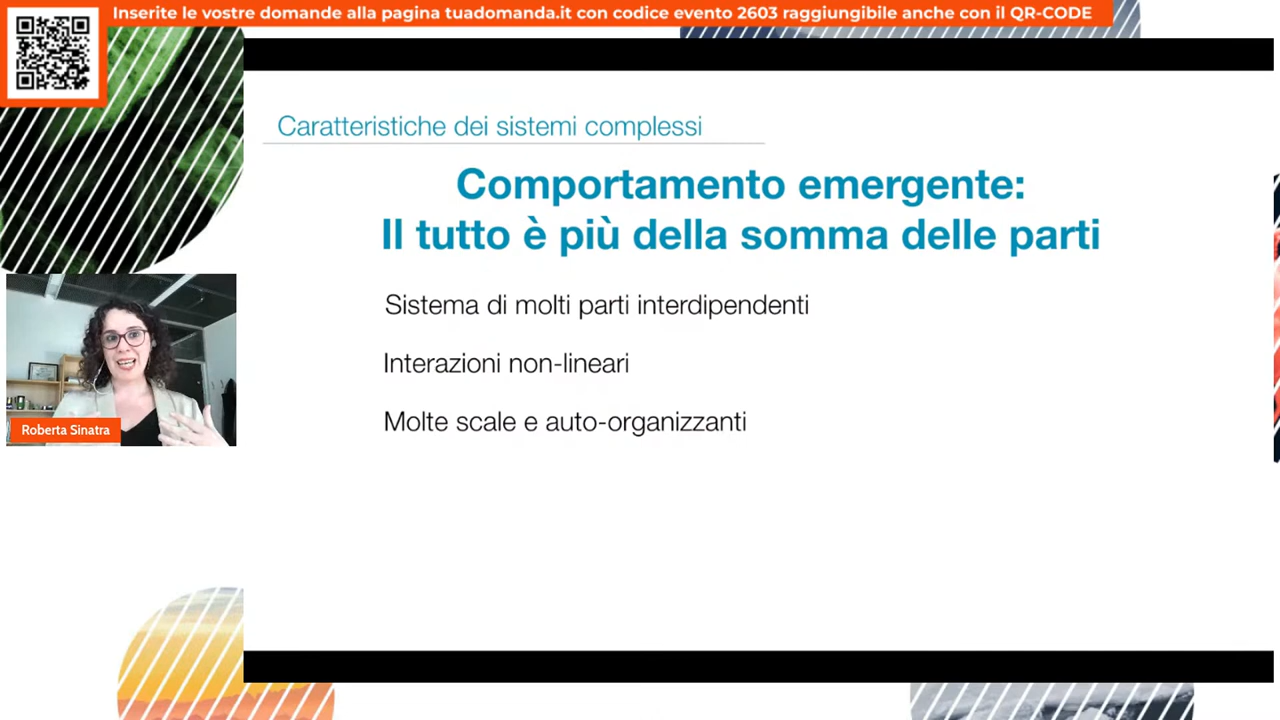 Inserite le vostre domande alla pagina tuadomanda.it con codice evento 2603 raggiungibile anche con il QR-CODE
Caratteristiche dei sistemi complessi
Comportamento emergente:
Il tutto è più della somma delle parti
Sistema di molti parti interdipendenti
Interazioni non-lineari
Molte scale e auto-organizzanti
Roberta Sinatra